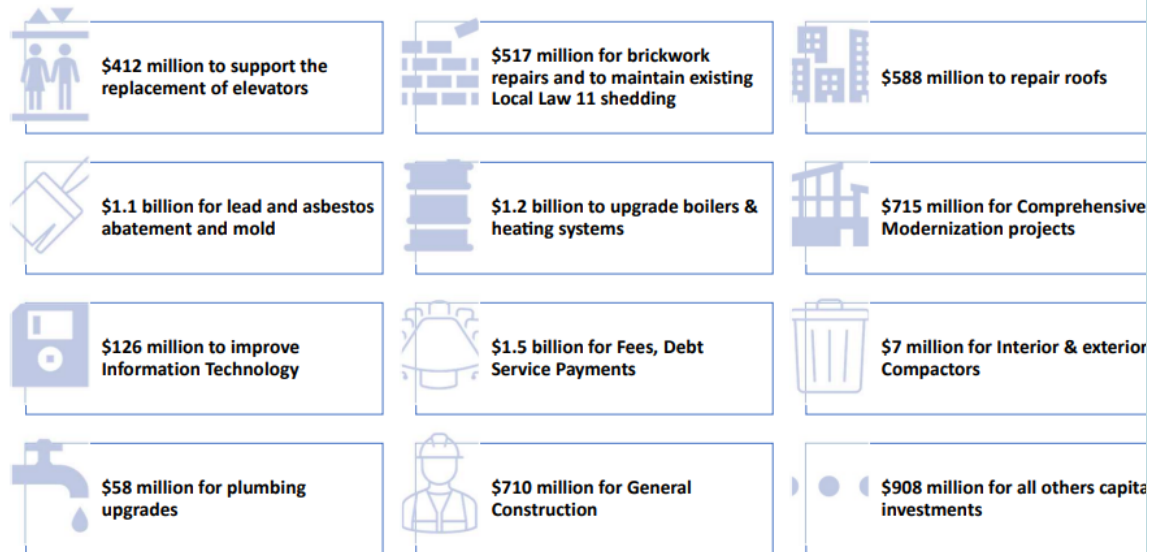 $412 million to support the
replacement of elevators
$517 million for brickwork
repairs and to maintain existing
Local Law 11 shedding
$588 million to repair roofs
$1.1 billion for lead and asbestos
abatement and mold
$1.2 billion to upgrade boilers &
heating systems
$715 million for Comprehensive
Modernization projects
$126 million to improve
Information Technology
$1.5 billion for Fees, Debt
Service Payments
$7 million for Interior & exterior
Compactors
$58 million for plumbing
upgrades
$710 million for General
Construction
$908 million for all others capita
investments